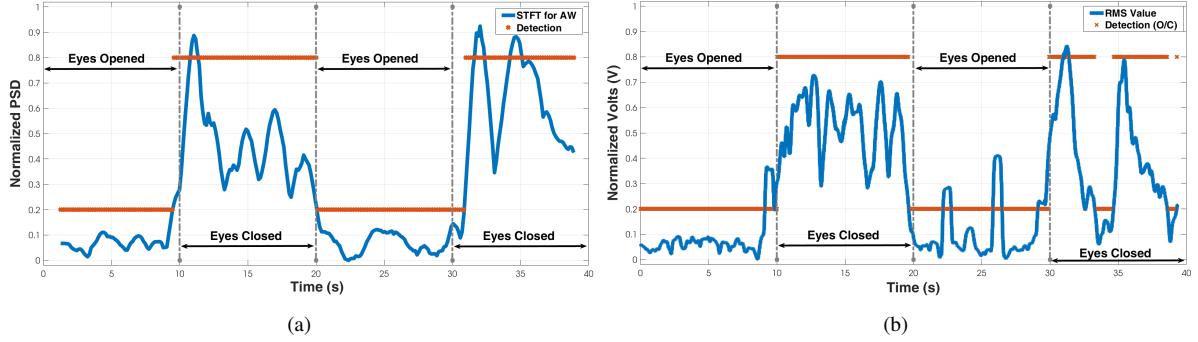 STFT for AW
Detection
Eyes Opened
Eyes Opened
Eyes Closed
Eyes Closed
Normalized PSD
1
0.9
0.8
0.7
0.6
0.5
0.4
0.3
0.2
0.1
0
0 5 10 15 20 25 30 35 40
Time (s)
(a)
RMS Value
Detection (O/C)
Eyes Opened
Eyes Opened
Eyes Closed
Eyes Closed
Normalized Volts (V)
1
0.9
0.8
0.7
0.6
0.5
0.4
0.3
0.2
0.1
0
0 5 10 15 20 25 30 35 40
Time (s)
(b)